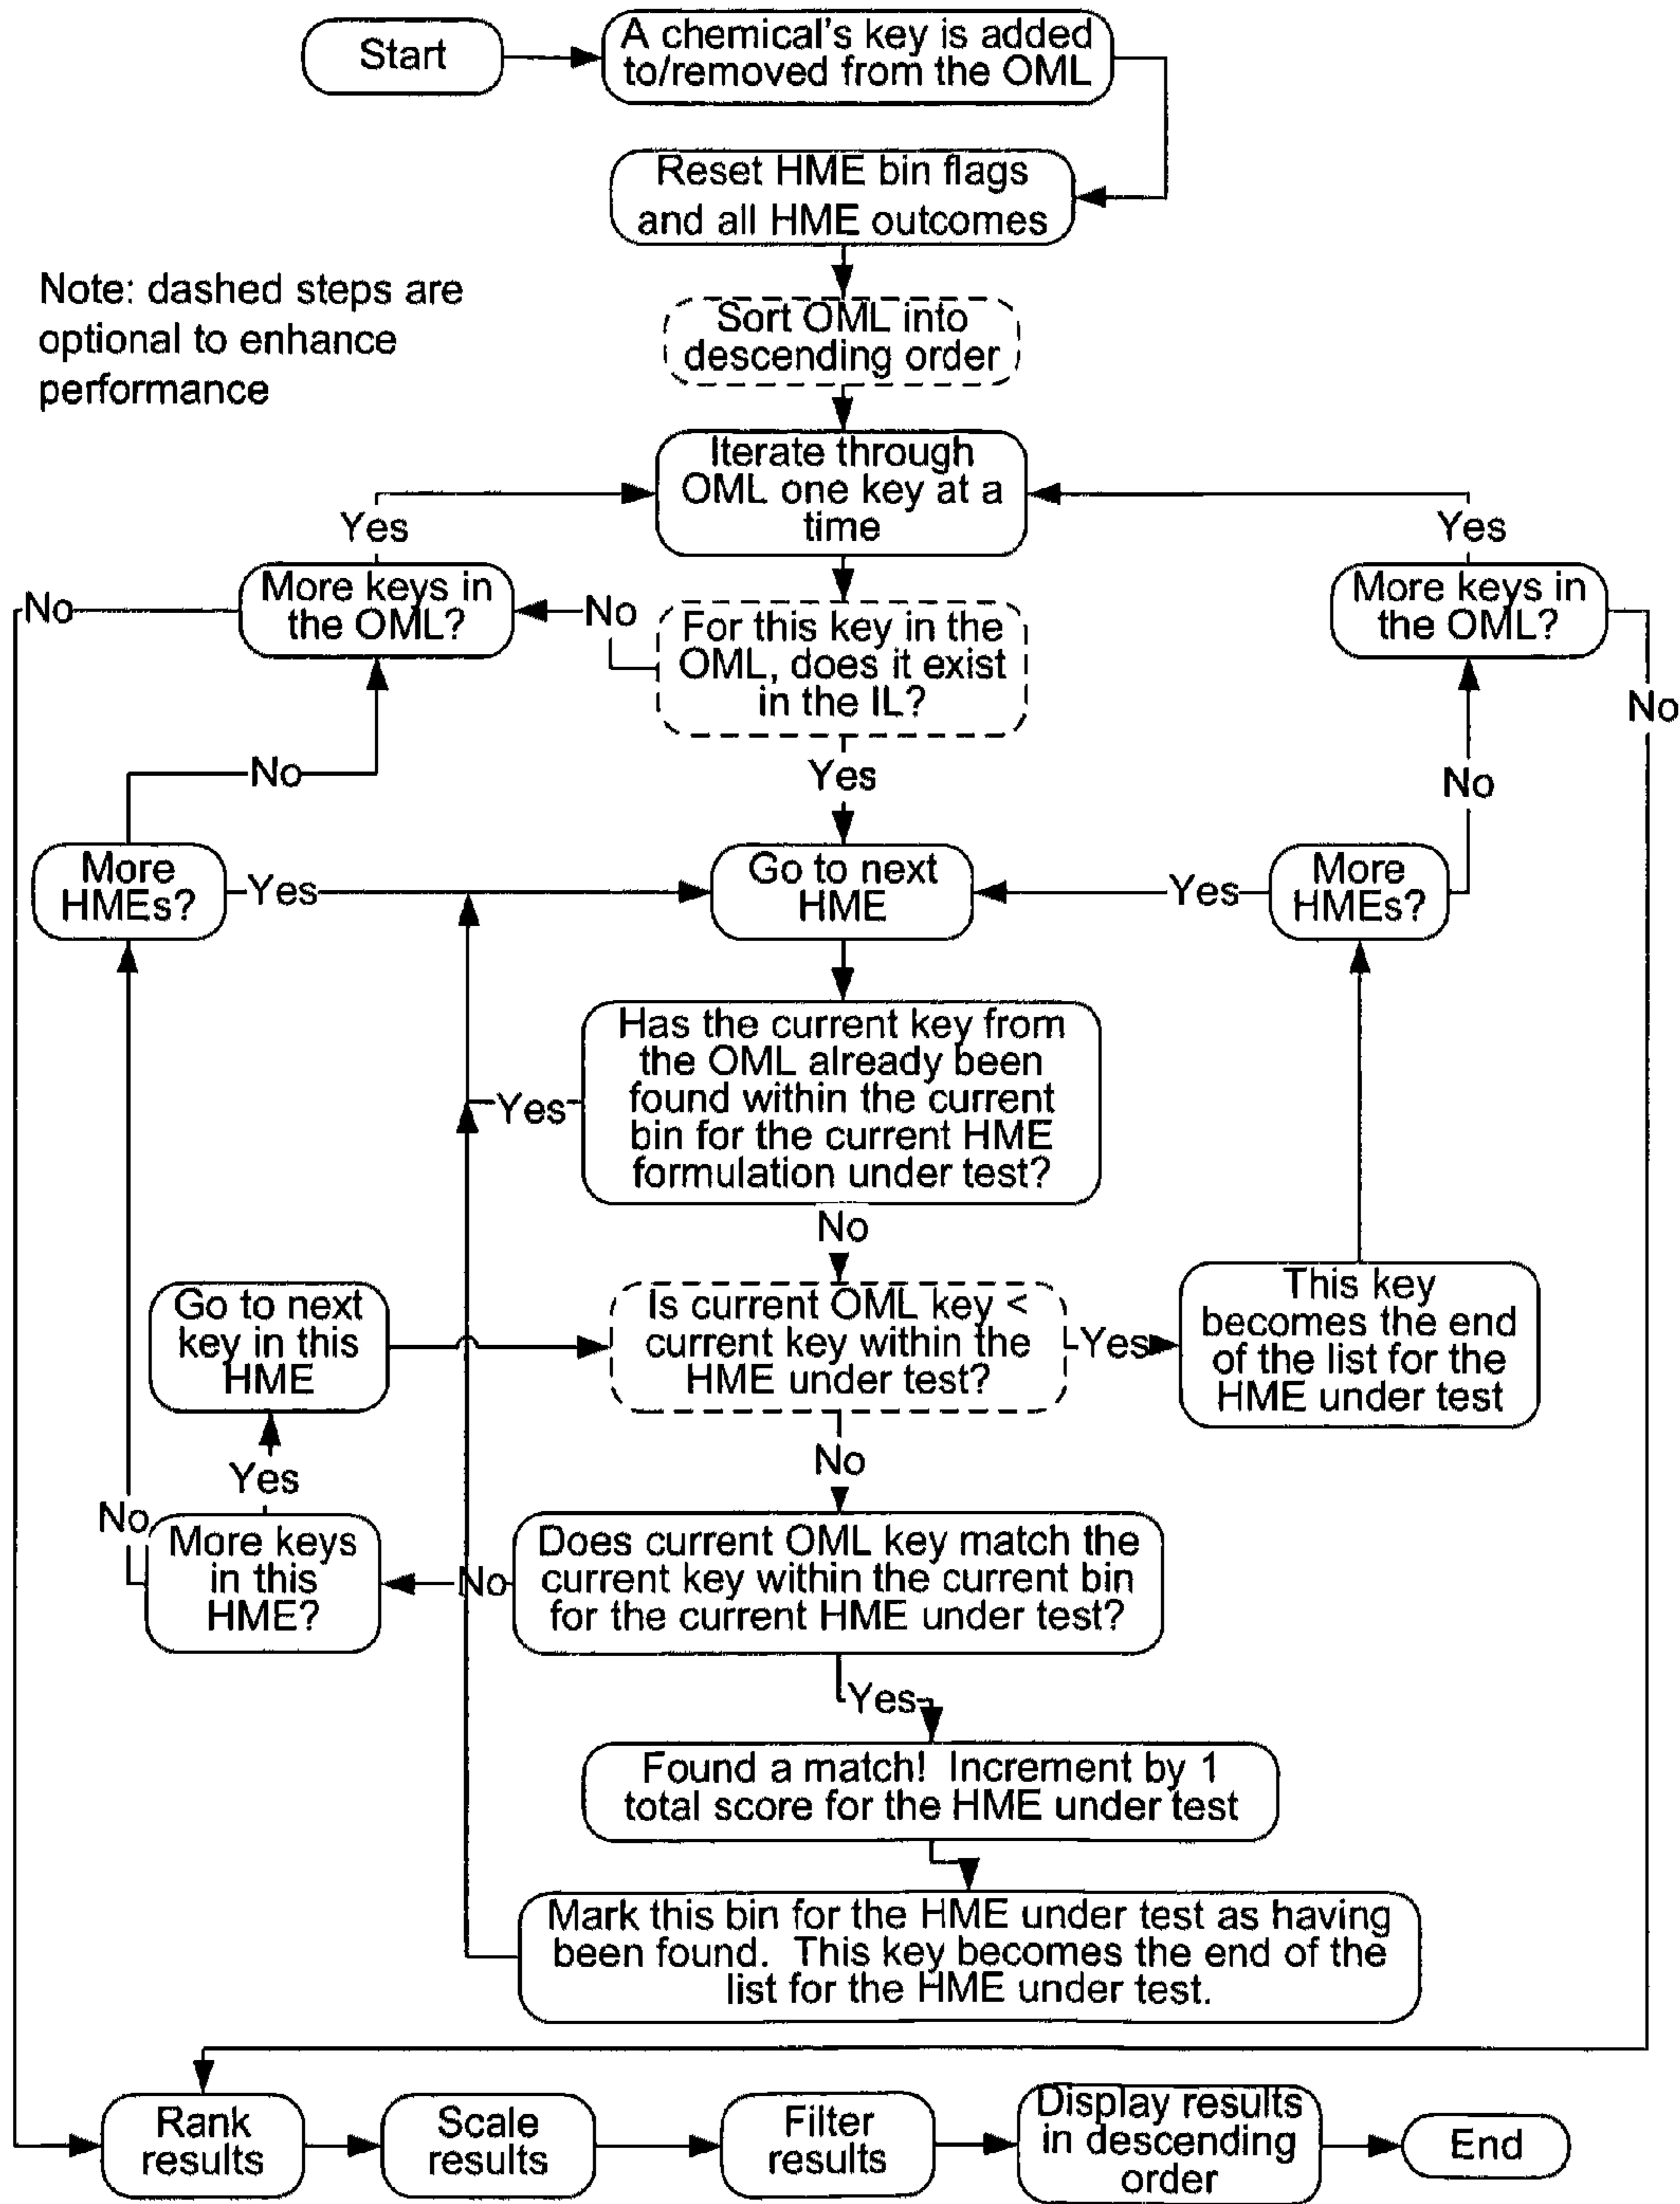 Start
A chemical's key is added
to/removed from the OML
Reset HME bin flags
and all HME outcomes
Note: dashed steps are
optional to enhance
performance
Sort OML into
descending order
Iterate through
OML one key at a
time
Yes
Yes
No
More keys in
the OML?
No
For this key in the
OML, does it exist
in the IL?
More keys in
the OML?
No
No
Yes
No
More
HMEs?
Yes
Go to next
HME
Yes
More
HMEs?
Has the current key from
the OML already been
found within the current
bin for the current HME
formulation under test?
Yes
No
Go to next
key in this
HME
Is current OML key <
current key within the
HME under test?
Yes
This key
becomes the end
of the list for the
HME under test
Yes
No
No
More keys
in this
HME?
No
Does current OML key match the
current key within the current bin
for the current HME under test?
Yes
Found a match! Increment by 1
total score for the HME under test
Mark this bin for the HME under test as having
been found. This key becomes the end of the
list for the HME under test.
Rank
results
Scale
results
Filter
results
Display results
in descending
order
End